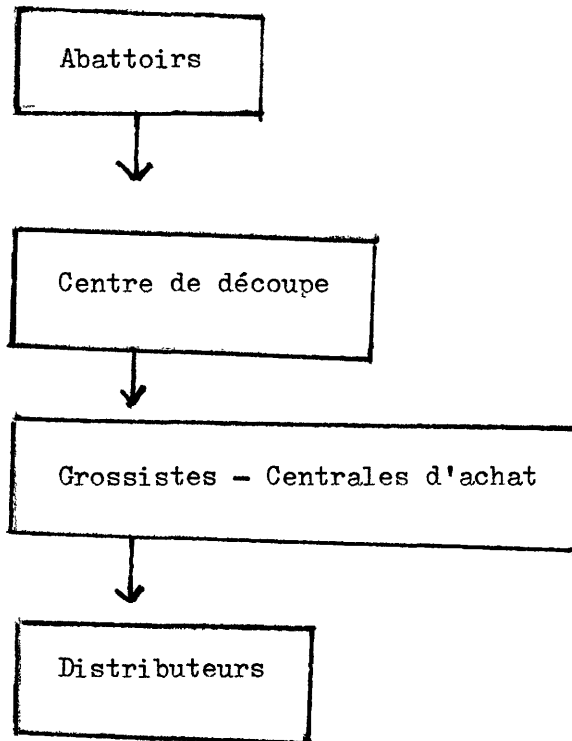 Abattoirs
Centre de découpe
Grossistes - Centrales d'achat
Distributeurs